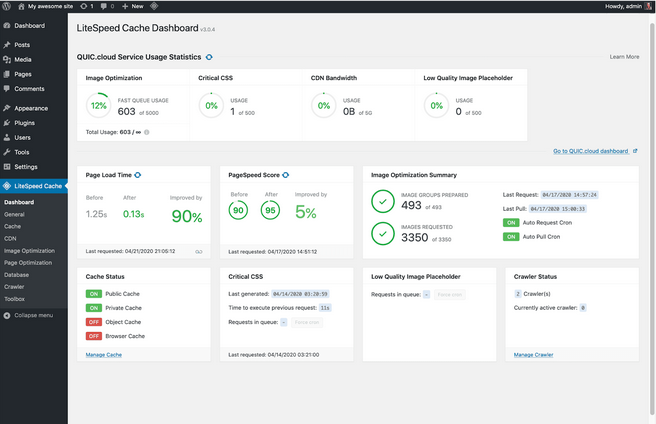 My awesome site 1 0 New Howdy, admin
Dashboard
Posts
Media
Pages
Comments
Appearance
Plugins
Users
Tools
Settings
LiteSpeed Cache
Dashboard
General
Cache
CDN
Image Optimization
Page Optimization
Database
Crawler
Toolbox
Collapse menu
LiteSpeed Cache Dashboard v3.0.4
QUIC.cloud Service Usage Statistics Learn More
Image Optimization
12%
FAST QUEUE USAGE
603 of 5000
Total Usage: 603 / ∞
Critical CSS
0%
USAGE
1 of 500
CDN Bandwidth
0%
USAGE
0B of 5G
Low Quality Image Placeholder
0%
USAGE
0 of 500
Go to QUIC.cloud dashboard
Page Load Time
Before After Improved by
1.25s 0.13s 90%
Last requested: 04/21/2020 21:05:12
PageSpeed Score
Before After Improved by
90 95 5%
Last requested: 04/17/2020 14:51:12
Image Optimization Summary
IMAGE GROUPS PREPARED
493 of 493
IMAGES REQUESTED
3350 of 3350
Last Request: 04/17/2020 14:57:24
Last Pull: 04/17/2020 15:00:33
ON Auto Request Cron
ON Auto Pull Cron
Cache Status
ON Public Cache
ON Private Cache
OFF Object Cache
OFF Browser Cache
Manage Cache
Critical CSS
Last generated: 04/14/2020 03:20:59
Time to execute previous request: 11s
Requests in queue: - Force cron
Last requested: 04/14/2020 03:21:00
Low Quality Image Placeholder
Requests in queue: - Force cron
Crawler Status
2 Crawler(s)
Currently active crawler: 0
Manage Crawler